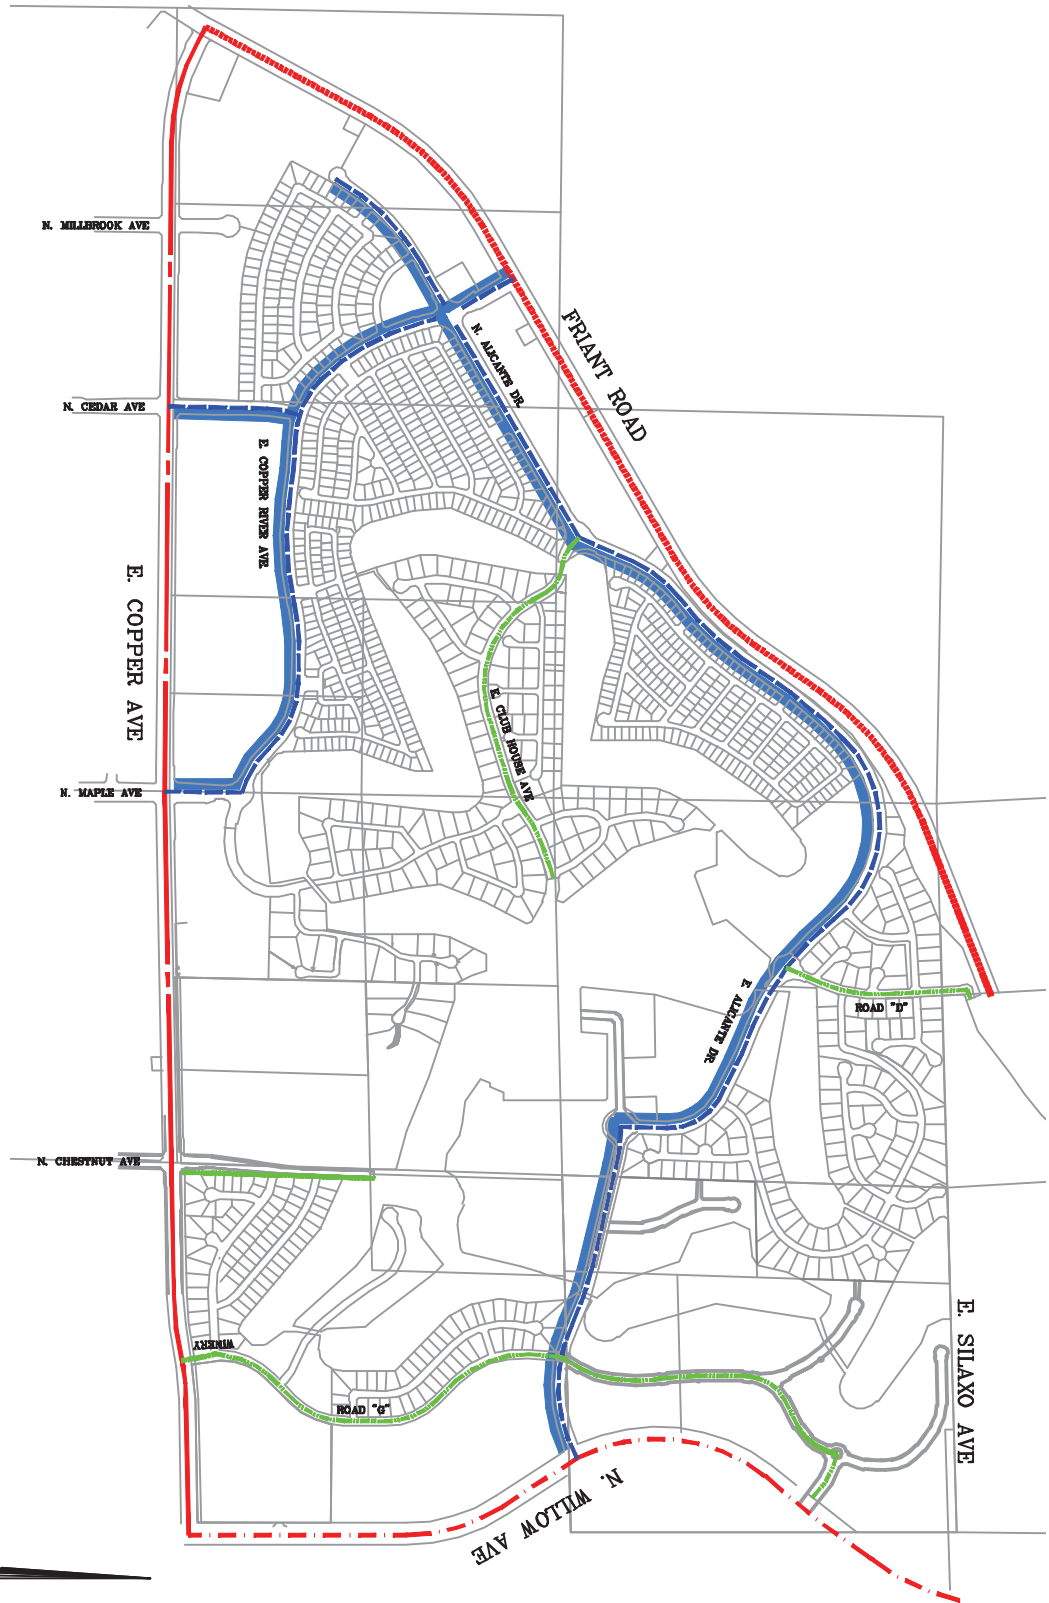 N. MILLBROOK AVE
FRIANT ROAD
N. ALICANTE DR.
N. CEDAR AVE
E. COPPER RIVER AVE.
E. COPPER AVE
E. CLUB HOUSE AVE
N. MAPLE AVE
E. ALICANTE DR.
ROAD "D"
N. CHESTNUT AVE
WINERY
E. SILAXO AVE
ROAD "G"
N. WILLOW AVE